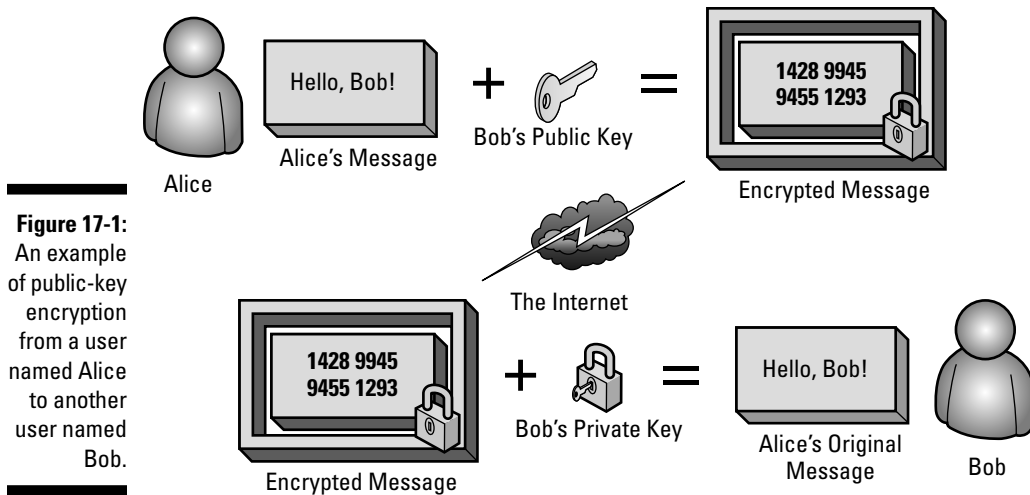 Hello, Bob!
Alice's Message
Alice
+
Bob's Public Key
=
1428 9945
9455 1293
Encrypted Message
Figure 17-1:
An example
of public-key
encryption
from a user
named Alice
to another
user named
Bob.
The Internet
1428 9945
9455 1293
Encrypted Message
+
Bob's Private Key
=
Hello, Bob!
Alice's Original
Message
Bob